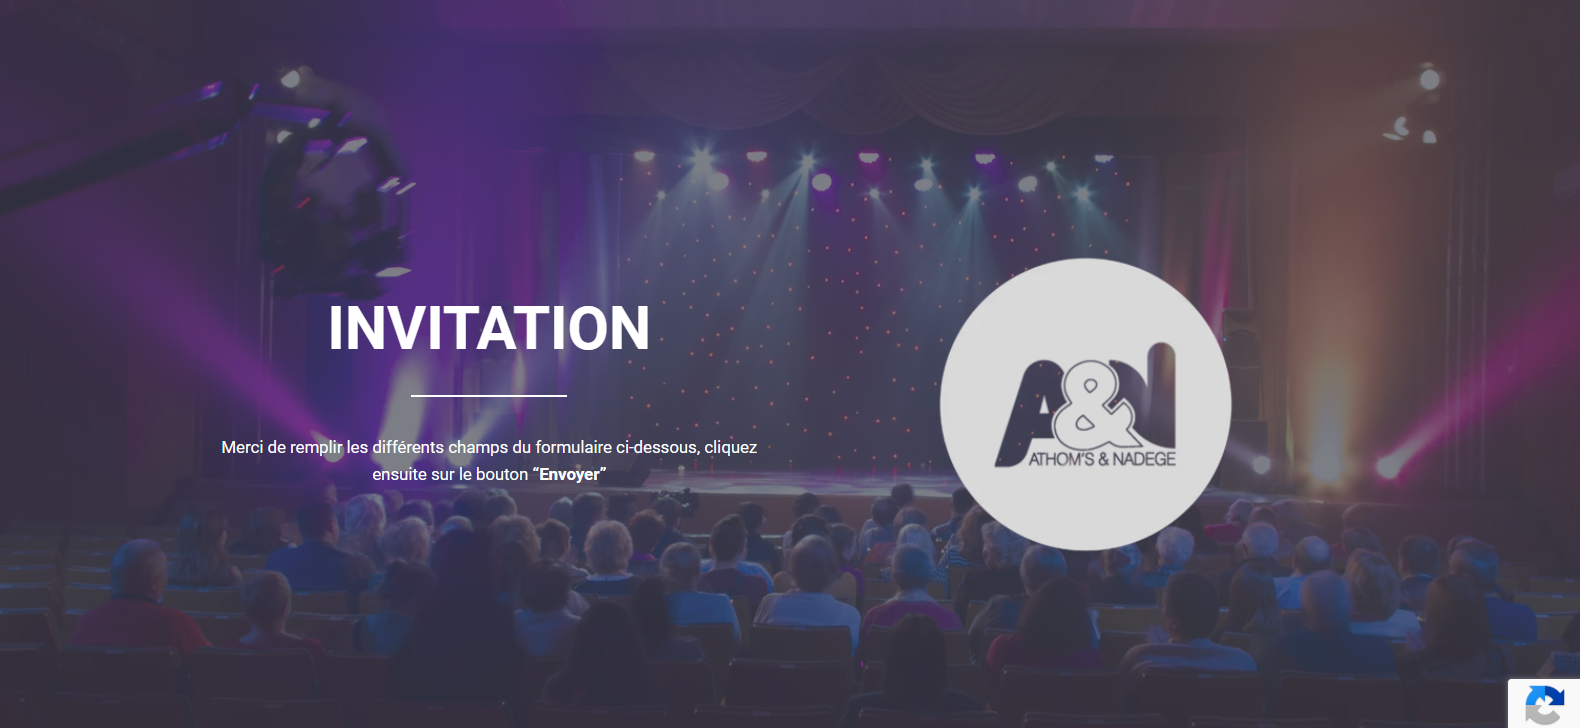 INVITATION
Merci de remplir les différents champs du formulaire ci-dessous, cliquez
ensuite sur le bouton “Envoyer”
A&N
ATHOM'S & NADEGE